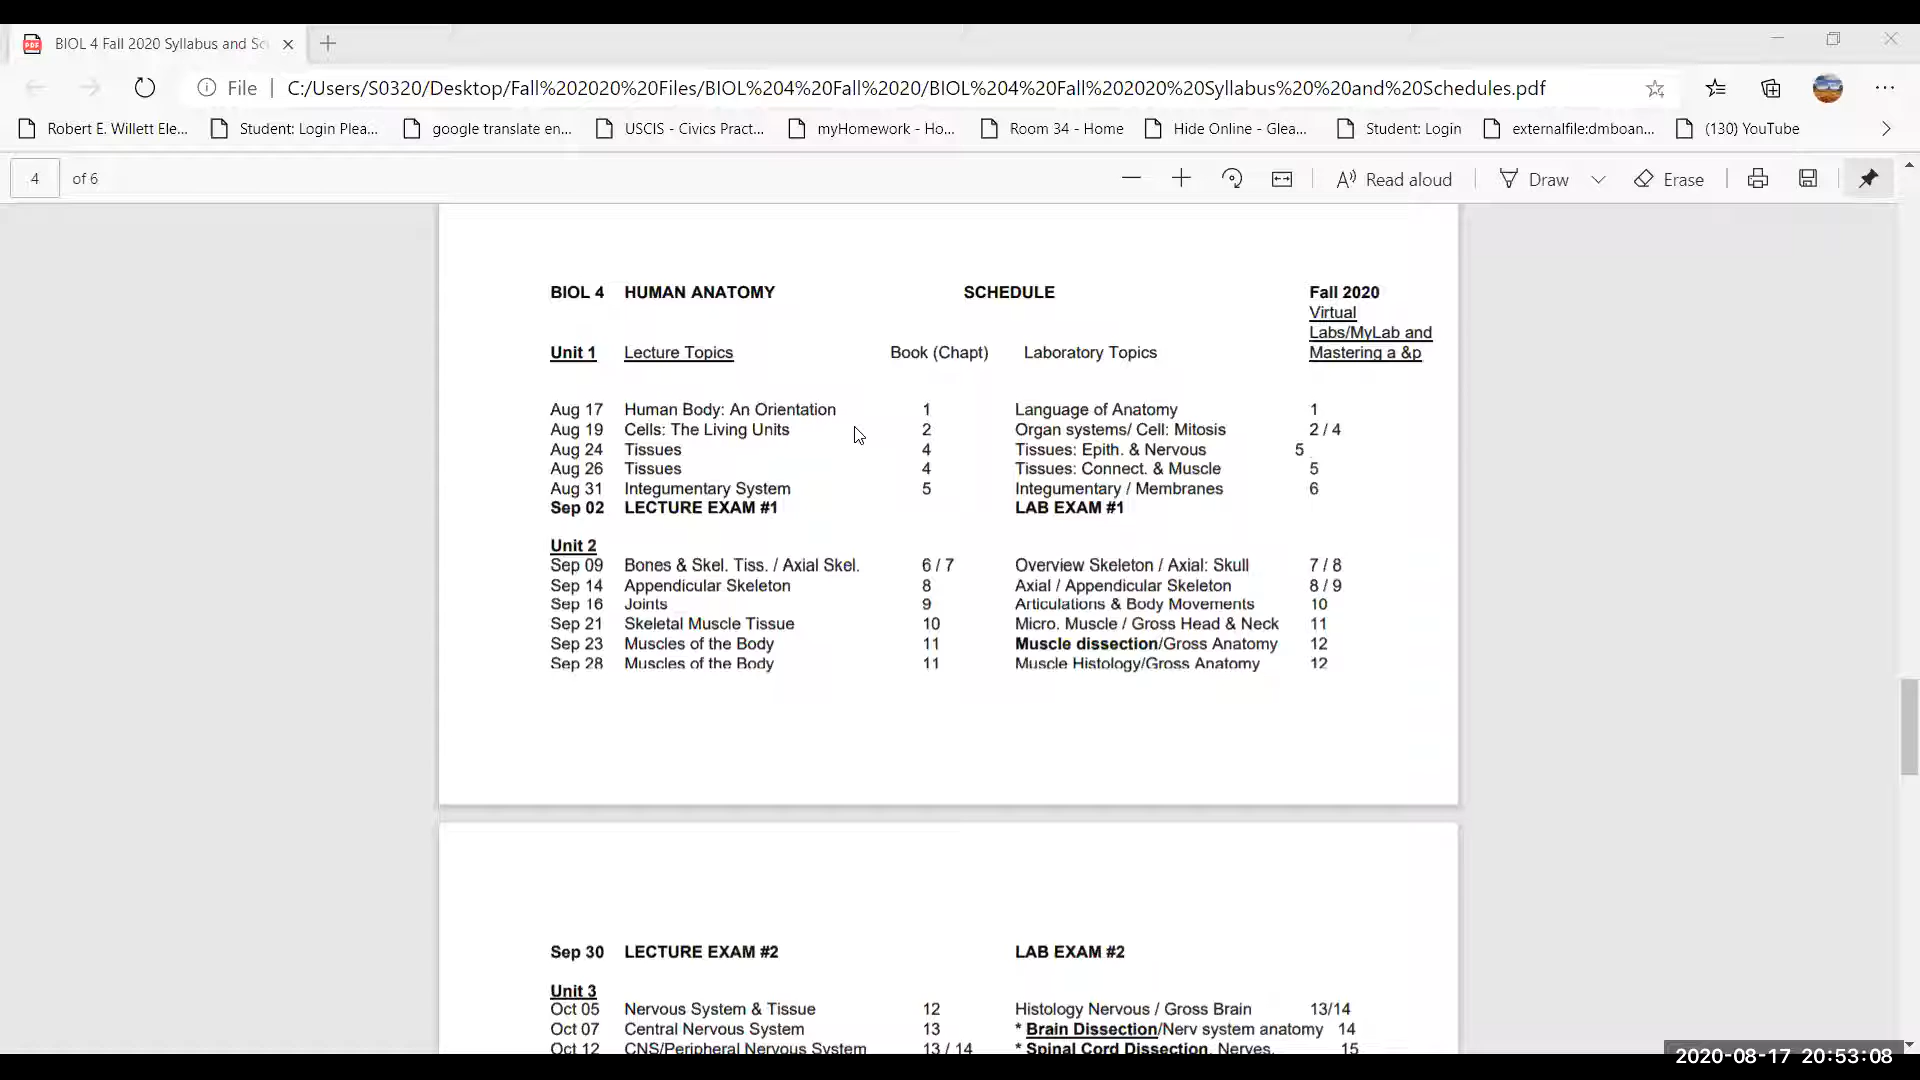 BIOL 4 Fall 2020 Syllabus and Sc
File C:/Users/S0320/Desktop/Fall%202020%20Files/BIOL%204%20Fall%2020/BIOL%204%20Fall%202020%20Syllabus%20%20and%20Schedules.pdf
Robert E. Willett Ele... Student: Login Plea... google translate en... USCIS - Civics Pract... myHomework - Ho... Room 34 - Home Hide Online - Glea... Student: Login externalfile:dmboan... (130) YouTube
4 of 6 Read aloud Draw Erase
BIOL 4 HUMAN ANATOMY SCHEDULE Fall 2020
Virtual
Labs/MyLab and
Unit 1 Lecture Topics Book (Chapt) Laboratory Topics Mastering a &p
Aug 17 Human Body: An Orientation 1 Language of Anatomy 1
Aug 19 Cells: The Living Units 2 Organ systems/ Cell: Mitosis 2 / 4
Aug 24 Tissues 4 Tissues: Epith. & Nervous 5
Aug 26 Tissues 4 Tissues: Connect. & Muscle 5
Aug 31 Integumentary System 5 Integumentary / Membranes 6
Sep 02 LECTURE EXAM #1 LAB EXAM #1
Unit 2
Sep 09 Bones & Skel. Tiss. / Axial Skel. 6 / 7 Overview Skeleton / Axial: Skull 7 / 8
Sep 14 Appendicular Skeleton 8 Axial / Appendicular Skeleton 8 / 9
Sep 16 Joints 9 Articulations & Body Movements 10
Sep 21 Skeletal Muscle Tissue 10 Micro. Muscle / Gross Head & Neck 11
Sep 23 Muscles of the Body 11 Muscle dissection/Gross Anatomy 12
Sep 28 Muscles of the Body 11 Muscle Histology/Gross Anatomy 12
Sep 30 LECTURE EXAM #2 LAB EXAM #2
Unit 3
Oct 05 Nervous System & Tissue 12 Histology Nervous / Gross Brain 13/14
Oct 07 Central Nervous System 13 * Brain Dissection/Nerv system anatomy 14
Oct 12 CNS/Peripheral Nervous System 13 / 14 * Spinal Cord Dissection, Nerves, 15
2020-08-17 20:53:08